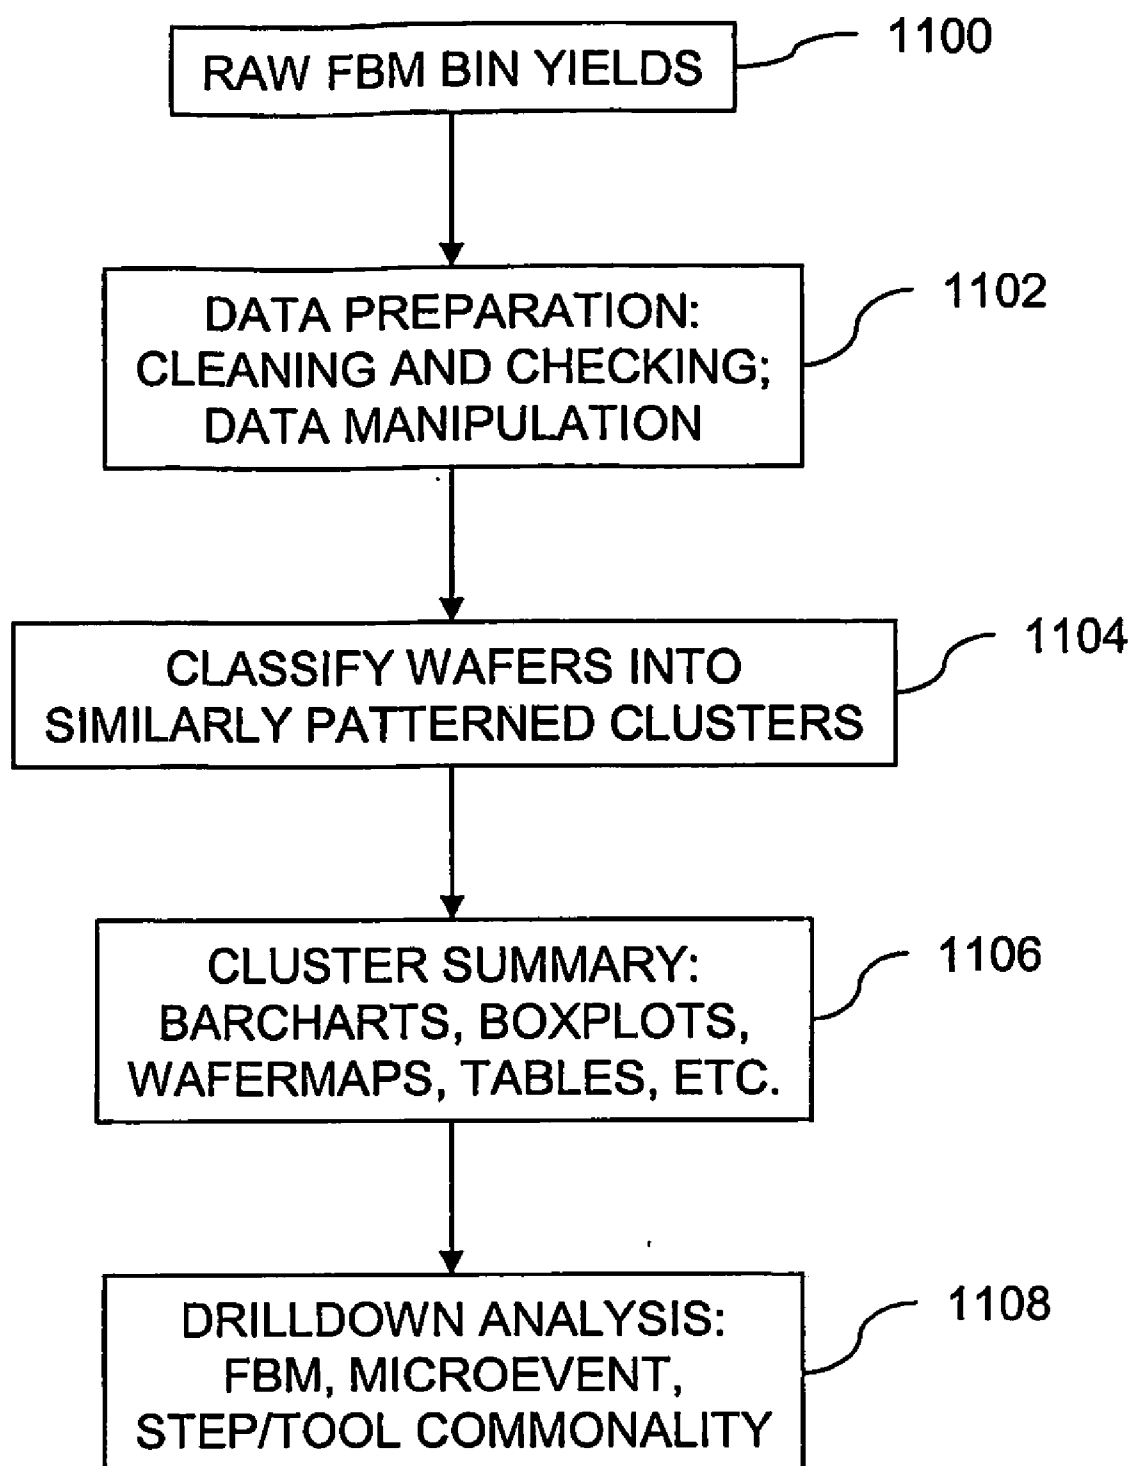 1100
RAW FBM BIN YIELDS
1102
DATA PREPARATION:
CLEANING AND CHECKING;
DATA MANIPULATION
1104
CLASSIFY WAFERS INTO
SIMILARLY PATTERNED CLUSTERS
1106
CLUSTER SUMMARY:
BARCHARTS, BOXPLOTS,
WAFERMAPS, TABLES, ETC.
1108
DRILLDOWN ANALYSIS:
FBM, MICROEVENT,
STEP/TOOL COMMONALITY